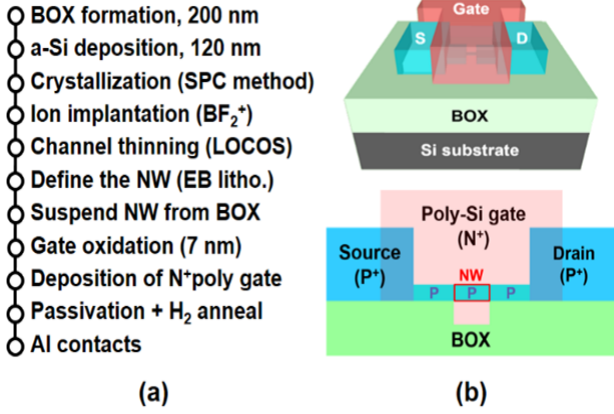 BOX formation, 200 nm
a-Si deposition, 120 nm
Crystallization (SPC method)
Ion implantation (BF₂⁺)
Channel thinning (LOCOS)
Define the NW (EB litho.)
Suspend NW from BOX
Gate oxidation (7 nm)
Deposition of N⁺poly gate
Passivation + H₂ anneal
Al contacts
(a)
Gate
S
D
BOX
Si substrate
Poly-Si gate
(N⁺)
Source
(P⁺)
Drain
(P⁺)
NW
P
P
P
BOX
(b)